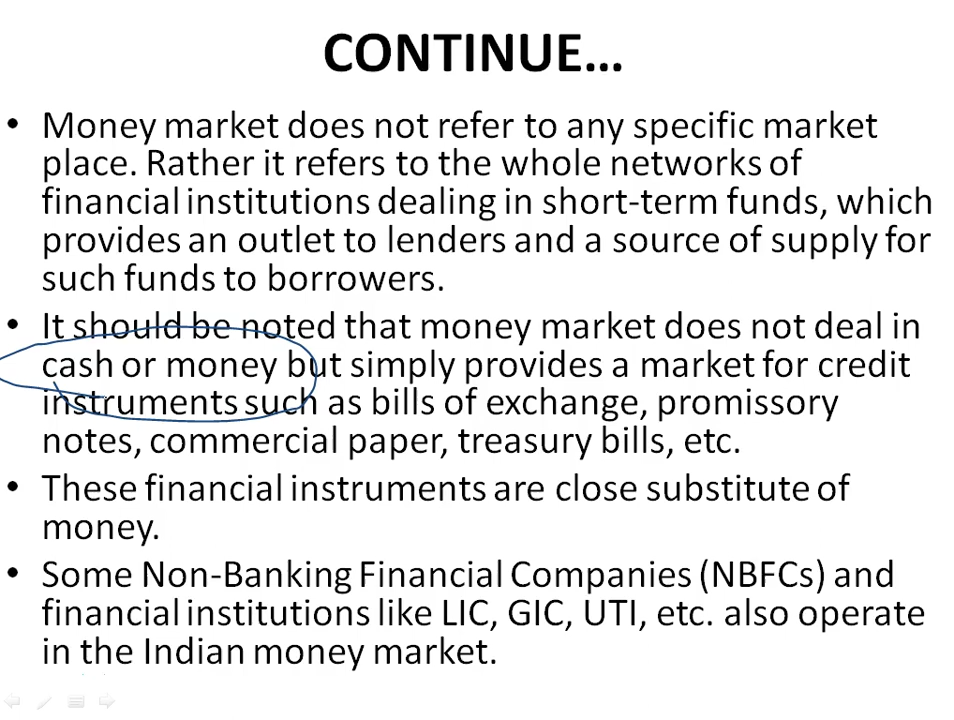 CONTINUE...
• Money market does not refer to any specific market
place. Rather it refers to the whole networks of
financial institutions dealing in short-term funds, which
provides an outlet to lenders and a source of supply for
such funds to borrowers.
• It should be noted that money market does not deal in
cash or money but simply provides a market for credit
instruments such as bills of exchange, promissory
notes, commercial paper, treasury bills, etc.
• These financial instruments are close substitute of
money.
• Some Non-Banking Financial Companies (NBFCs) and
financial institutions like LIC, GIC, UTI, etc. also operate
in the Indian money market.